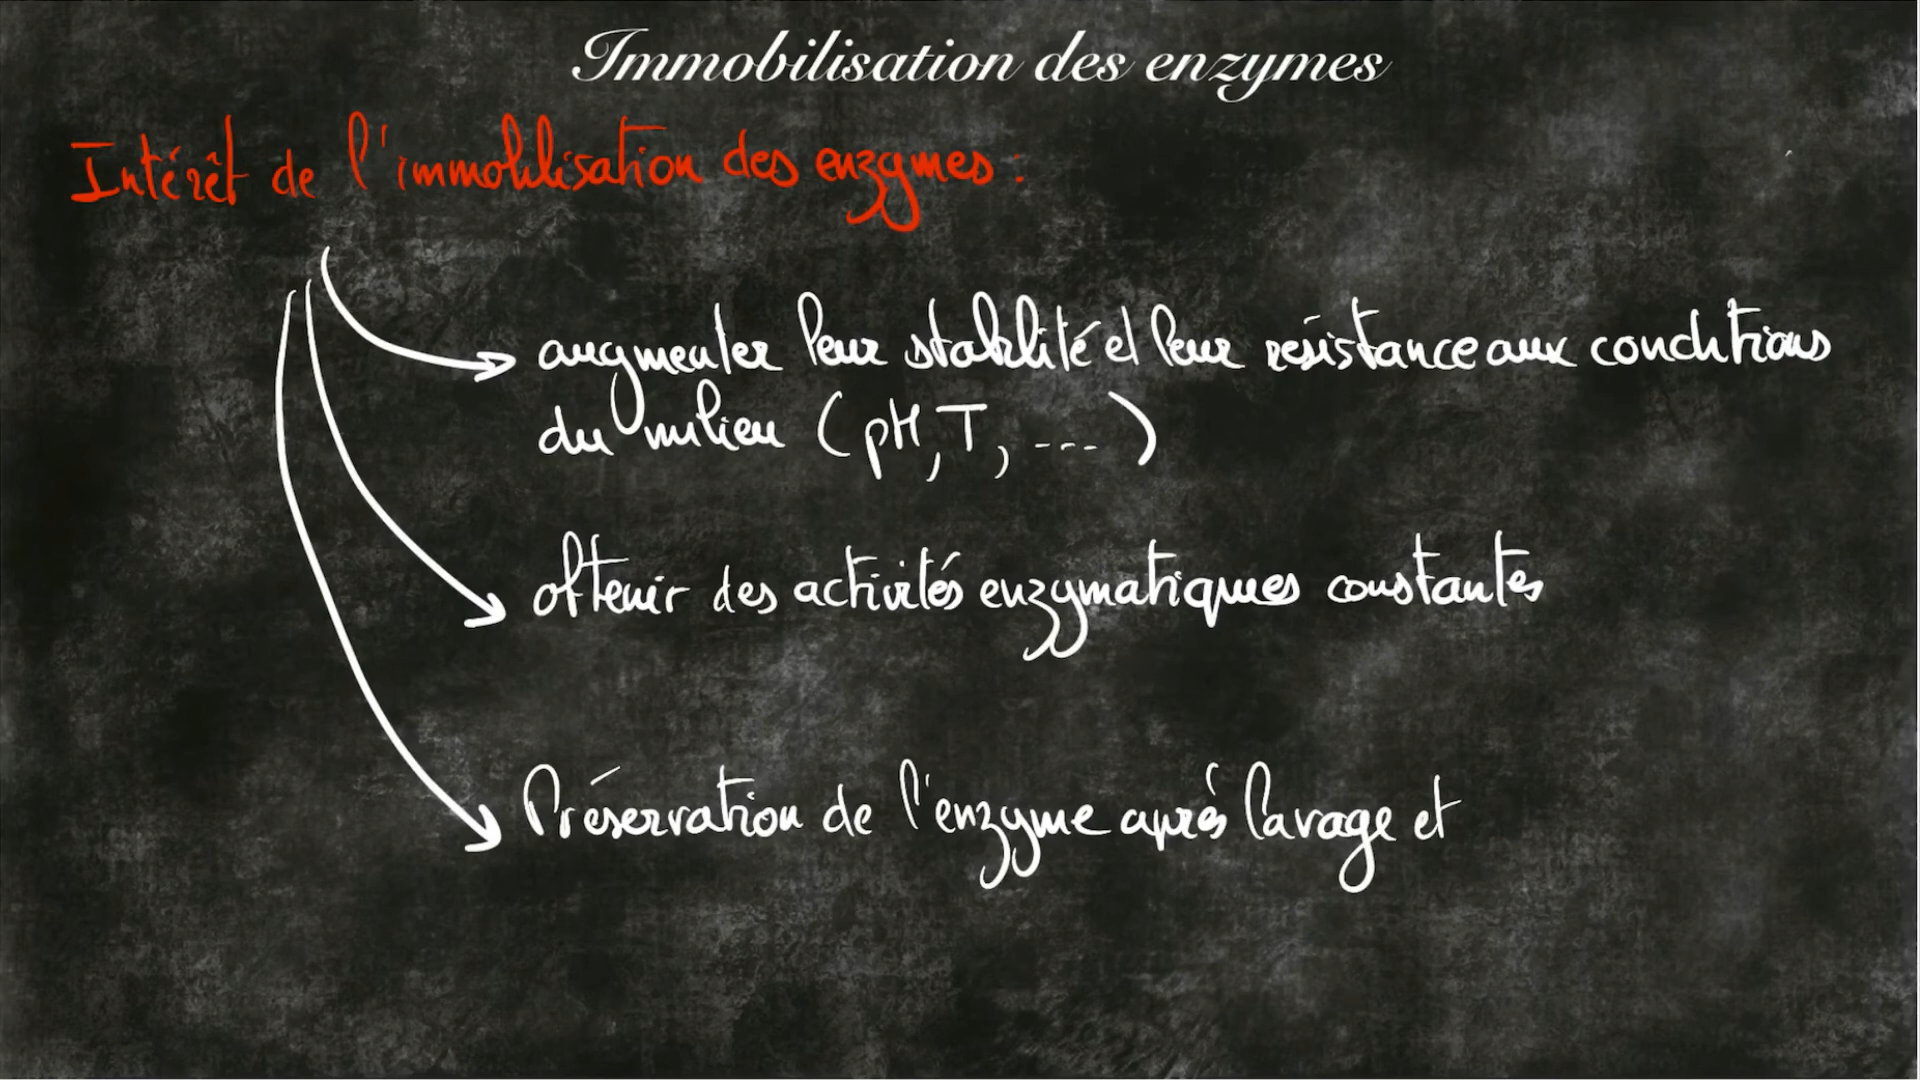 Immobilisation des enzymes
Intérêt de l'immobilisation des enzymes :
augmenter leur stabilité et leur résistance aux conditions
du milieu (pH, T, ....)
obtenir des activités enzymatiques constantes
Préservation de l'enzyme après lavage et